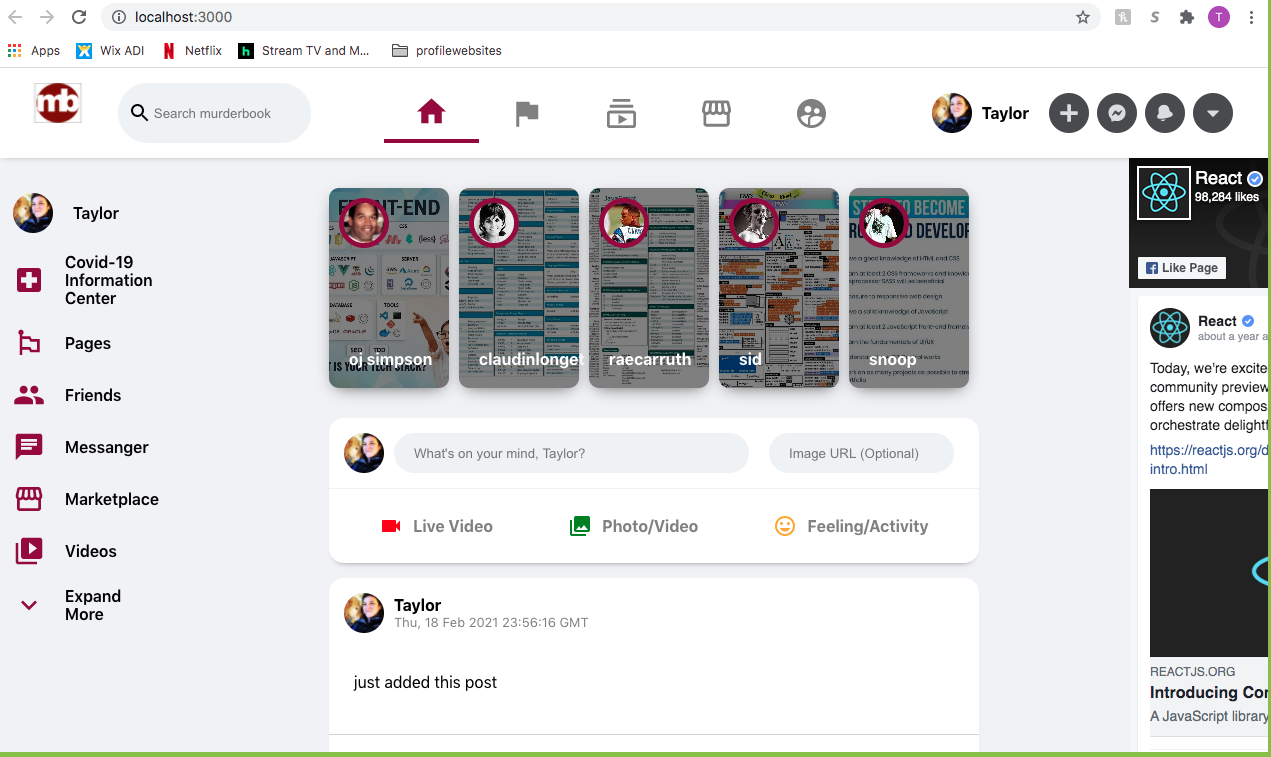 localhost:3000
T
Apps
Wix ADI
Netflix
Stream TV and M...
profilewebsites
mb
Search murderbook
Taylor
React
98,284 likes
Like Page
Taylor
Covid-19
Information
Center
Pages
Friends
Messanger
Marketplace
Videos
Expand
More
oj simpson
claudinlonget
raecarruth
sid
snoop
What's on your mind, Taylor?
Image URL (Optional)
Live Video
Photo/Video
Feeling/Activity
Taylor
Thu, 18 Feb 2021 23:56:16 GMT
just added this post
React
about a year a
Today, we're excite
community preview
offers new compos
orchestrate delightf
https://reactjs.org/d
intro.html
REACTJS.ORG
Introducing Con
A JavaScript library